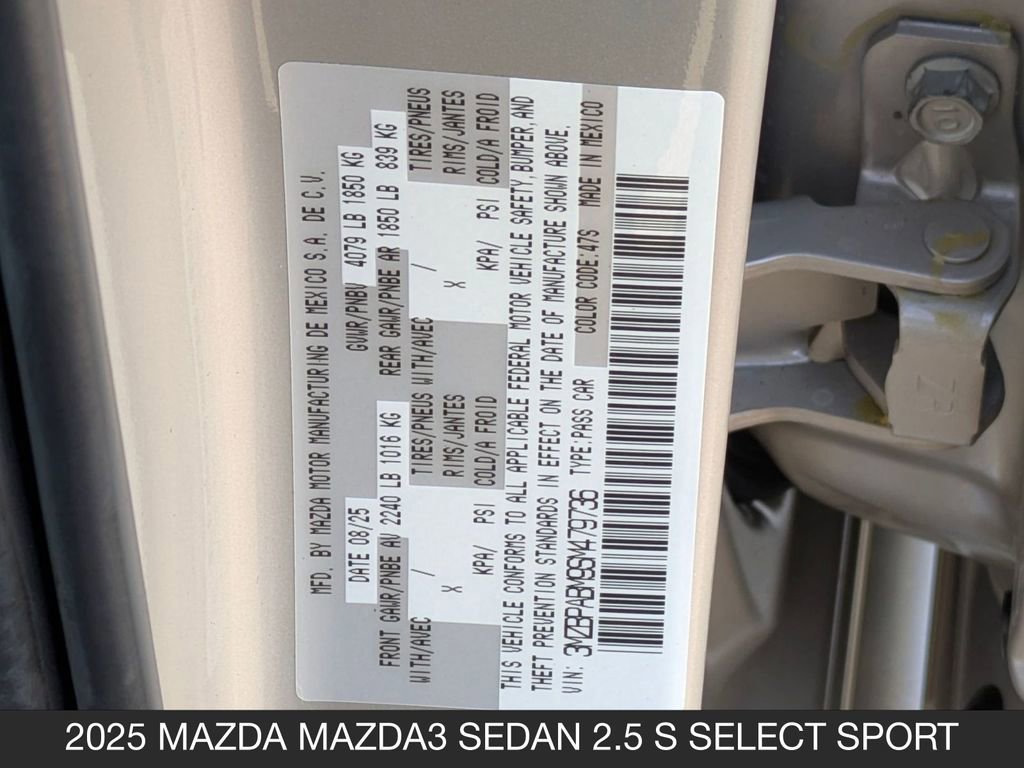 MFD. BY MAZDA MOTOR MANUFACTURING DE MEXICO S.A. DE C.V.
DATE 08/25 GVWR/PNBV 4079 LB 1850 KG
FRONT GAWR/PNBE AV 2240 LB 1016 KG REAR GAWR/PNBE AR 1850 LB 839 KG
WITH/AVEC / TIRES/PNEUS WITH/AVEC / TIRES/PNEUS
X RIMS/JANTES X RIMS/JANTES
KPA/ PSI COLD/A FROID KPA/ PSI COLD/A FROID
THIS VEHICLE CONFORMS TO ALL APPLICABLE FEDERAL MOTOR VEHICLE SAFETY, BUMPER, AND
THEFT PREVENTION STANDARDS IN EFFECT ON THE DATE OF MANUFACTURE SHOWN ABOVE.
VIN: 3MZBPABM9SM479736 TYPE:PASS CAR COLOR CODE:47S MADE IN MEXICO
2025 MAZDA MAZDA3 SEDAN 2.5 S SELECT SPORT